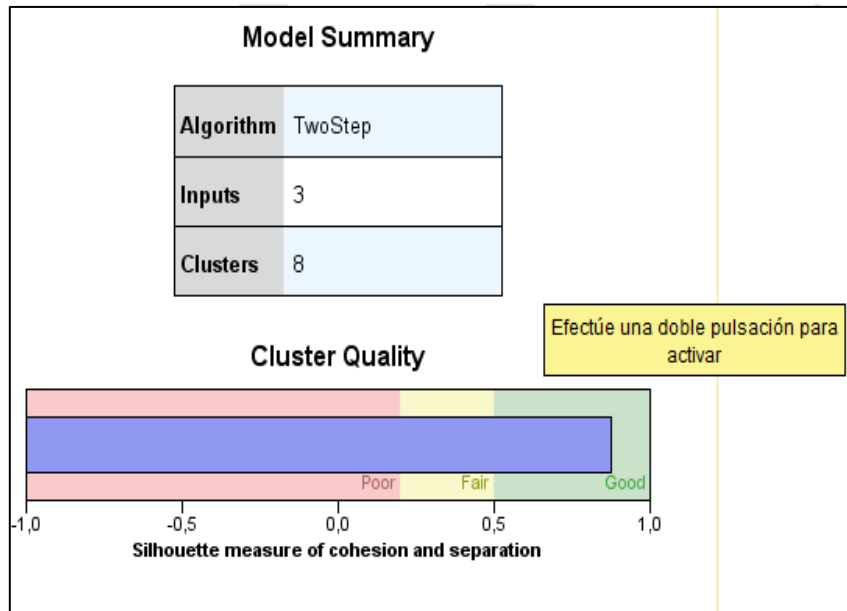 Model Summary
Algorithm TwoStep
Inputs 3
Clusters 8
Efectúe una doble pulsación para
activar
Cluster Quality
Poor Fair Good
-1,0 -0,5 0,0 0,5 1,0
Silhouette measure of cohesion and separation